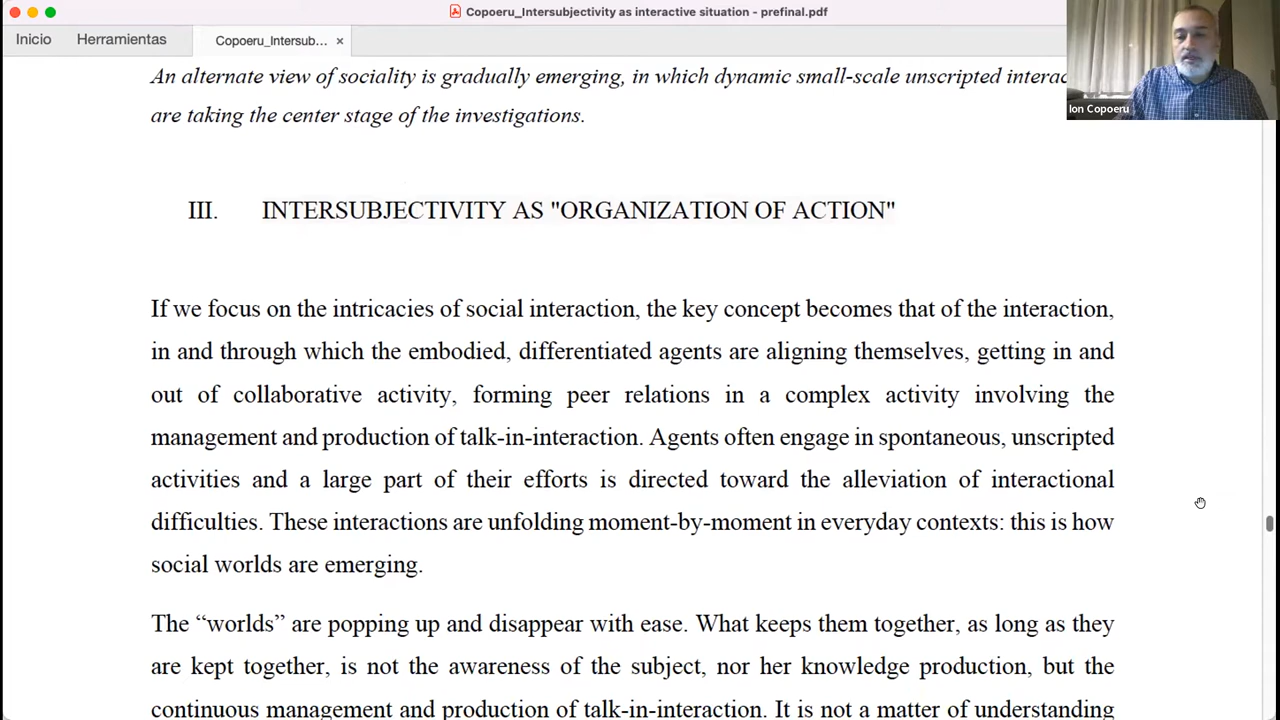 Copoeru_Intersubjectivity as interactive situation - prefinal.pdf
Inicio
Herramientas
Copoeru_Intersub...
×
Ion Copoeru
An alternate view of sociality is gradually emerging, in which dynamic small-scale unscripted
are taking the center stage of the investigations.
III. INTERSUBJECTIVITY AS "ORGANIZATION OF ACTION"
If we focus on the intricacies of social interaction, the key concept becomes that of the interaction,
in and through which the embodied, differentiated agents are aligning themselves, getting in and
out of collaborative activity, forming peer relations in a complex activity involving the
management and production of talk-in-interaction. Agents often engage in spontaneous, unscripted
activities and a large part of their efforts is directed toward the alleviation of interactional
difficulties. These interactions are unfolding moment-by-moment in everyday contexts: this is how
social worlds are emerging.
The “worlds” are popping up and disappear with ease. What keeps them together, as long as they
are kept together, is not the awareness of the subject, nor her knowledge production, but the
continuous management and production of talk-in-interaction. It is not a matter of understanding